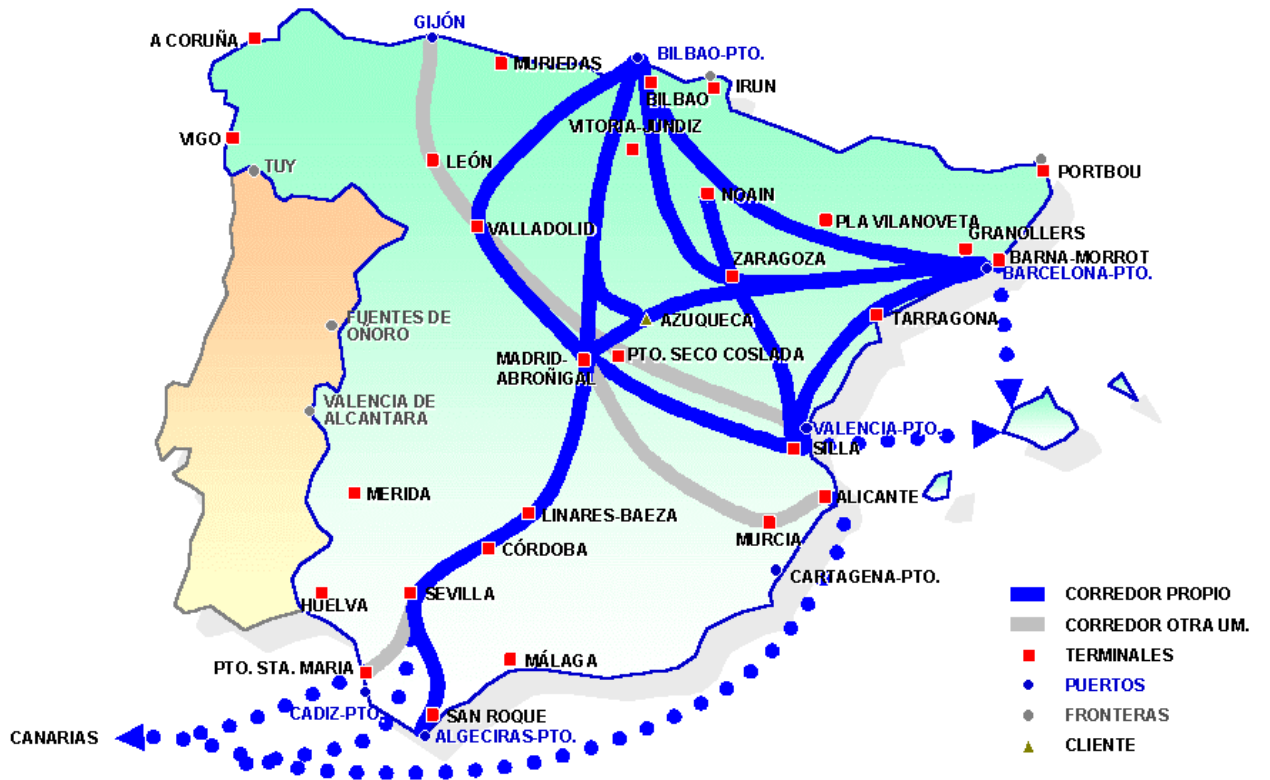 GIJÓN
A CORUÑA
MURIEDAS
BILBAO-PTO.
IRUN
BILBAO
VITORIA-JUNDIZ
VIGO
TUY
LEÓN
PORTBOU
NOAIN
PLA VILANOVETA
VALLADOLID
GRANOLLERS
ZARAGOZA
BARNA-MORROT
BARCELONA-PTO.
FUENTES DE
OÑORO
AZUQUECA
TARRAGONA
MADRID-
ABROÑIGAL
PTO. SECO COSLADA
VALENCIA DE
ALCANTARA
VALENCIA-PTO.
SILLA
MERIDA
ALICANTE
LINARES-BAEZA
MURCIA
CÓRDOBA
CARTAGENA-PTO.
HUELVA
SEVILLA
PTO. STA. MARIA
MÁLAGA
CADIZ-PTO.
SAN ROQUE
ALGECIRAS-PTO.
CANARIAS
CORREDOR PROPIO
CORREDOR OTRA UM.
TERMINALES
PUERTOS
FRONTERAS
CLIENTE